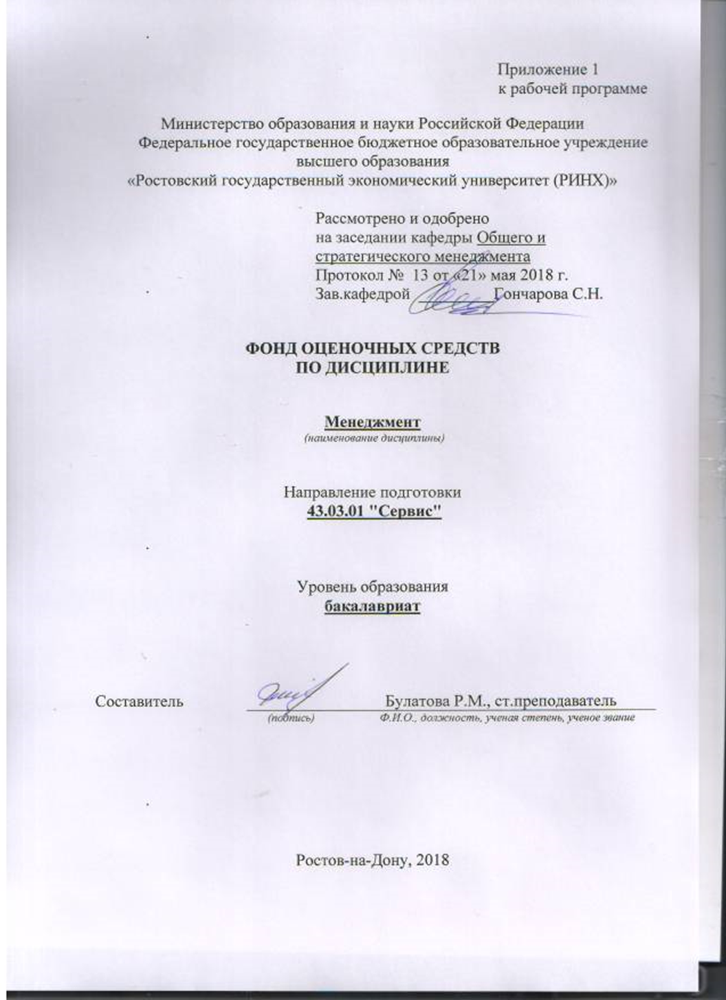 Приложение 1
к рабочей программе
Министерство образования и науки Российской Федерации
Федеральное государственное бюджетное образовательное учреждение
высшего образования
«Ростовский государственный экономический университет (РИНХ)»
Рассмотрено и одобрено
на заседании кафедры Общего и
стратегического менеджмента
Протокол № 13 от «21» мая 2018 г.
Зав.кафедрой Гончарова С.Н.
ФОНД ОЦЕНОЧНЫХ СРЕДСТВ
ПО ДИСЦИПЛИНЕ
Менеджмент
(наименование дисциплины)
Направление подготовки
43.03.01 "Сервис"
Уровень образования
бакалавриат
Составитель Булатова Р.М., ст.преподаватель
(подпись) Ф.И.О., должность, ученая степень, ученое звание
Ростов-на-Дону, 2018